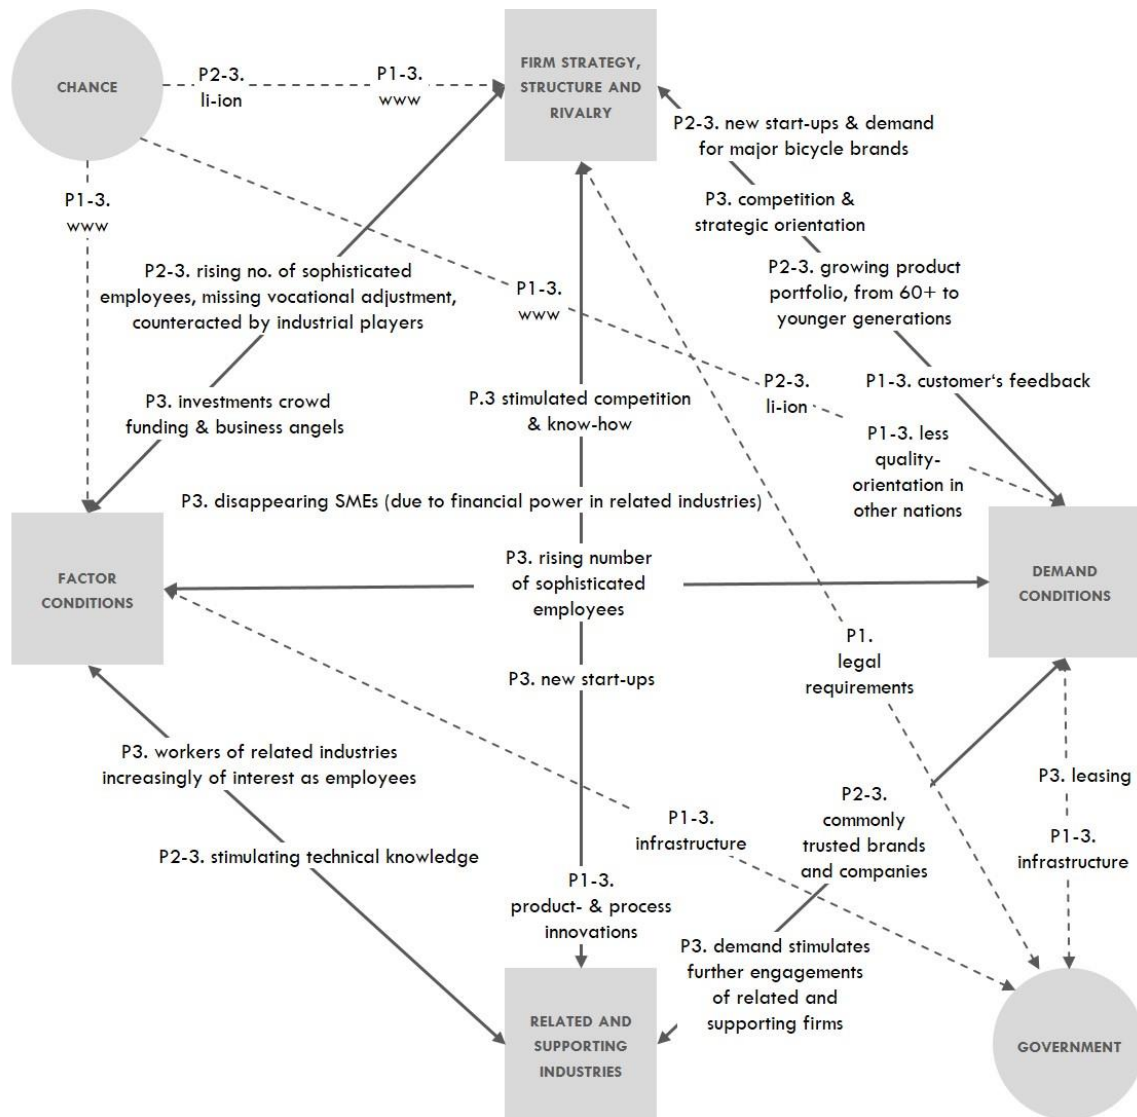 CHANCE
P2-3.
li-ion
P1-3.
www
FIRM STRATEGY,
STRUCTURE AND
RIVALRY
P2-3. new start-ups & demand
for major bicycle brands
P1-3.
www
P3. competition &
strategic orientation
P2-3. rising no. of sophisticated
employees, missing vocational adjustment,
counteracted by industrial players
P1-3.
www
P2-3. growing product
portfolio, from 60+ to
younger generations
P3. investments crowd
funding & business angels
P.3 stimulated competition
& know-how
P2-3.
li-ion
P1-3. customer's feedback
P1-3. less
quality-
orientation in
other nations
P3. disappearing SMEs (due to financial power in related industries)
FACTOR
CONDITIONS
P3. rising number
of sophisticated
employees
DEMAND
CONDITIONS
P3. new start-ups
P1.
legal
requirements
P3. workers of related industries
increasingly of interest as employees
P3. leasing
P2-3.
commonly
trusted brands
and companies
P1-3.
infrastructure
P1-3.
infrastructure
P2-3. stimulating technical knowledge
P1-3.
product- & process
innovations
P3. demand stimulates
further engagements
of related and
supporting firms
RELATED AND
SUPPORTING
INDUSTRIES
GOVERNMENT